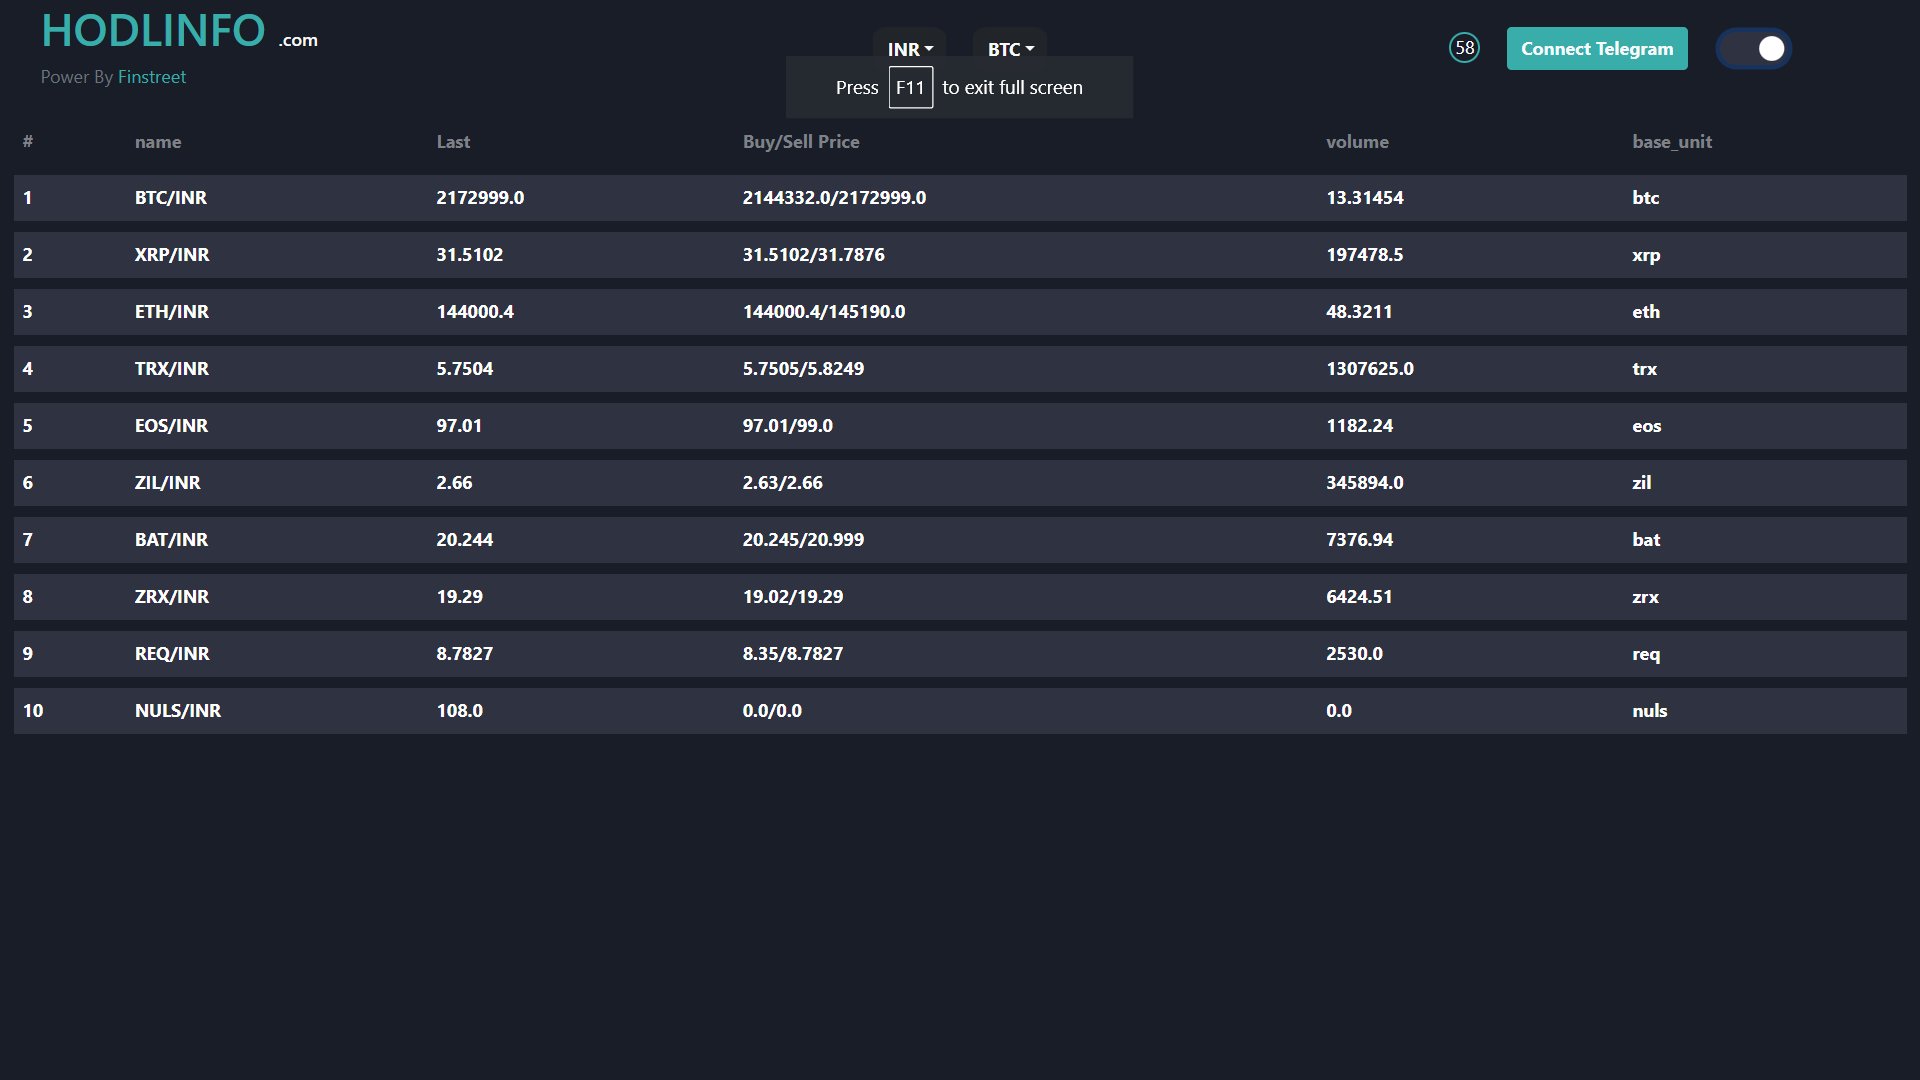 HODLINFO .com
Power By Finstreet
INR BTC
58 Connect Telegram
Press F11 to exit full screen
# name Last Buy/Sell Price volume base_unit
1 BTC/INR 2172999.0 2144332.0/2172999.0 13.31454 btc
2 XRP/INR 31.5102 31.5102/31.7876 197478.5 xrp
3 ETH/INR 144000.4 144000.4/145190.0 48.3211 eth
4 TRX/INR 5.7504 5.7505/5.8249 1307625.0 trx
5 EOS/INR 97.01 97.01/99.0 1182.24 eos
6 ZIL/INR 2.66 2.63/2.66 345894.0 zil
7 BAT/INR 20.244 20.245/20.999 7376.94 bat
8 ZRX/INR 19.29 19.02/19.29 6424.51 zrx
9 REQ/INR 8.7827 8.35/8.7827 2530.0 req
10 NULS/INR 108.0 0.0/0.0 0.0 nuls